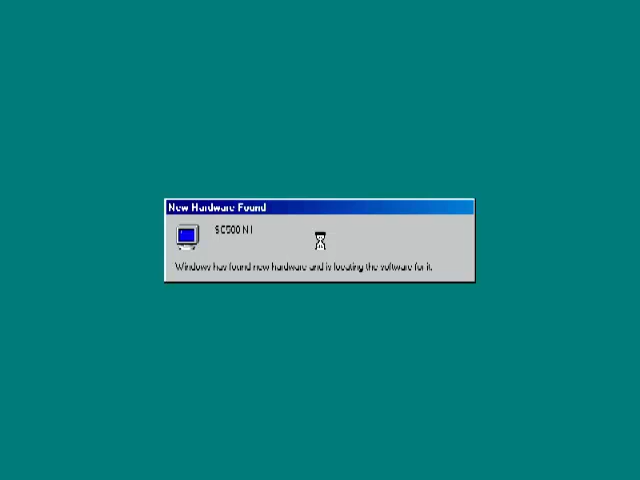 New Hardware Found
SC500 N I
Windows has found new hardware and is locating the software for it.